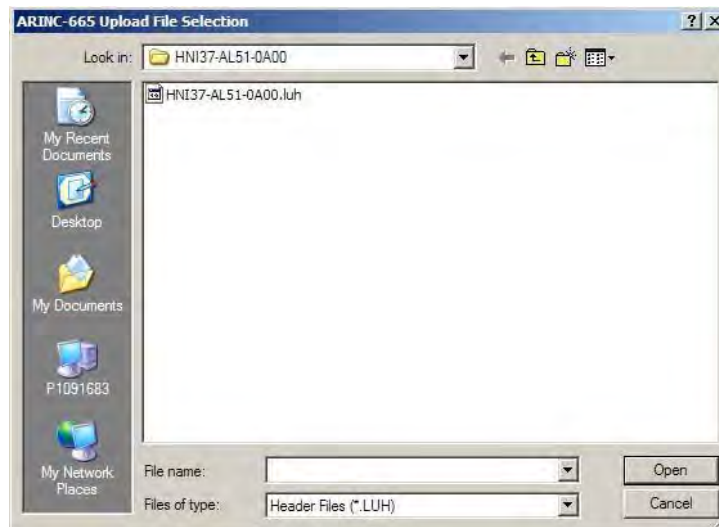 ARINC-665 Upload File Selection
Look in: HNI37-AL51-0A00
HNI37-AL51-0A00.luh
My Recent
Documents
Desktop
My Documents
P1091683
My Network
Places
File name:
Open
Files of type: Header Files (*.LUH)
Cancel